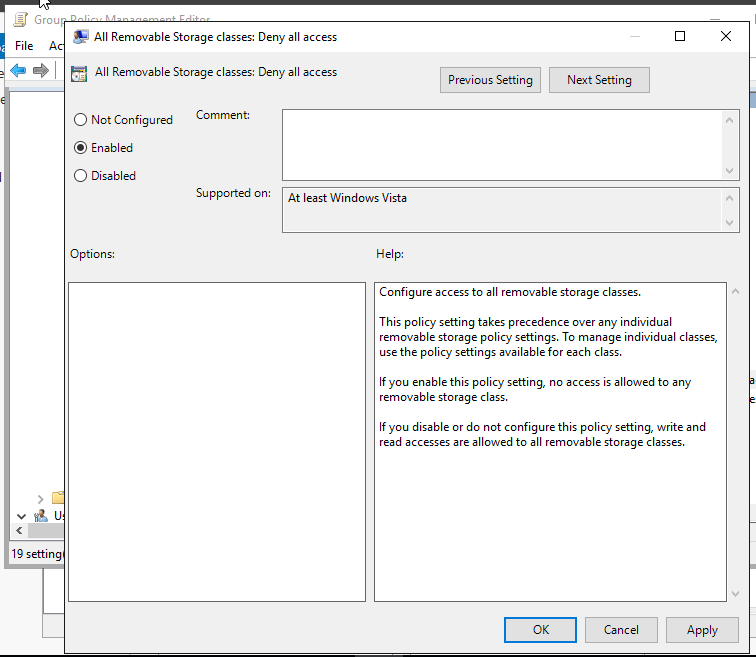 Group Policy Management Editor
All Removable Storage classes: Deny all access
File
All Removable Storage classes: Deny all access
Previous Setting
Next Setting
Not Configured
Comment:
Enabled
Disabled
Supported on:
At least Windows Vista
Options:
Help:
Configure access to all removable storage classes.
This policy setting takes precedence over any individual
removable storage policy settings. To manage individual classes,
use the policy settings available for each class.
If you enable this policy setting, no access is allowed to any
removable storage class.
If you disable or do not configure this policy setting, write and
read accesses are allowed to all removable storage classes.
19 setting
OK
Cancel
Apply